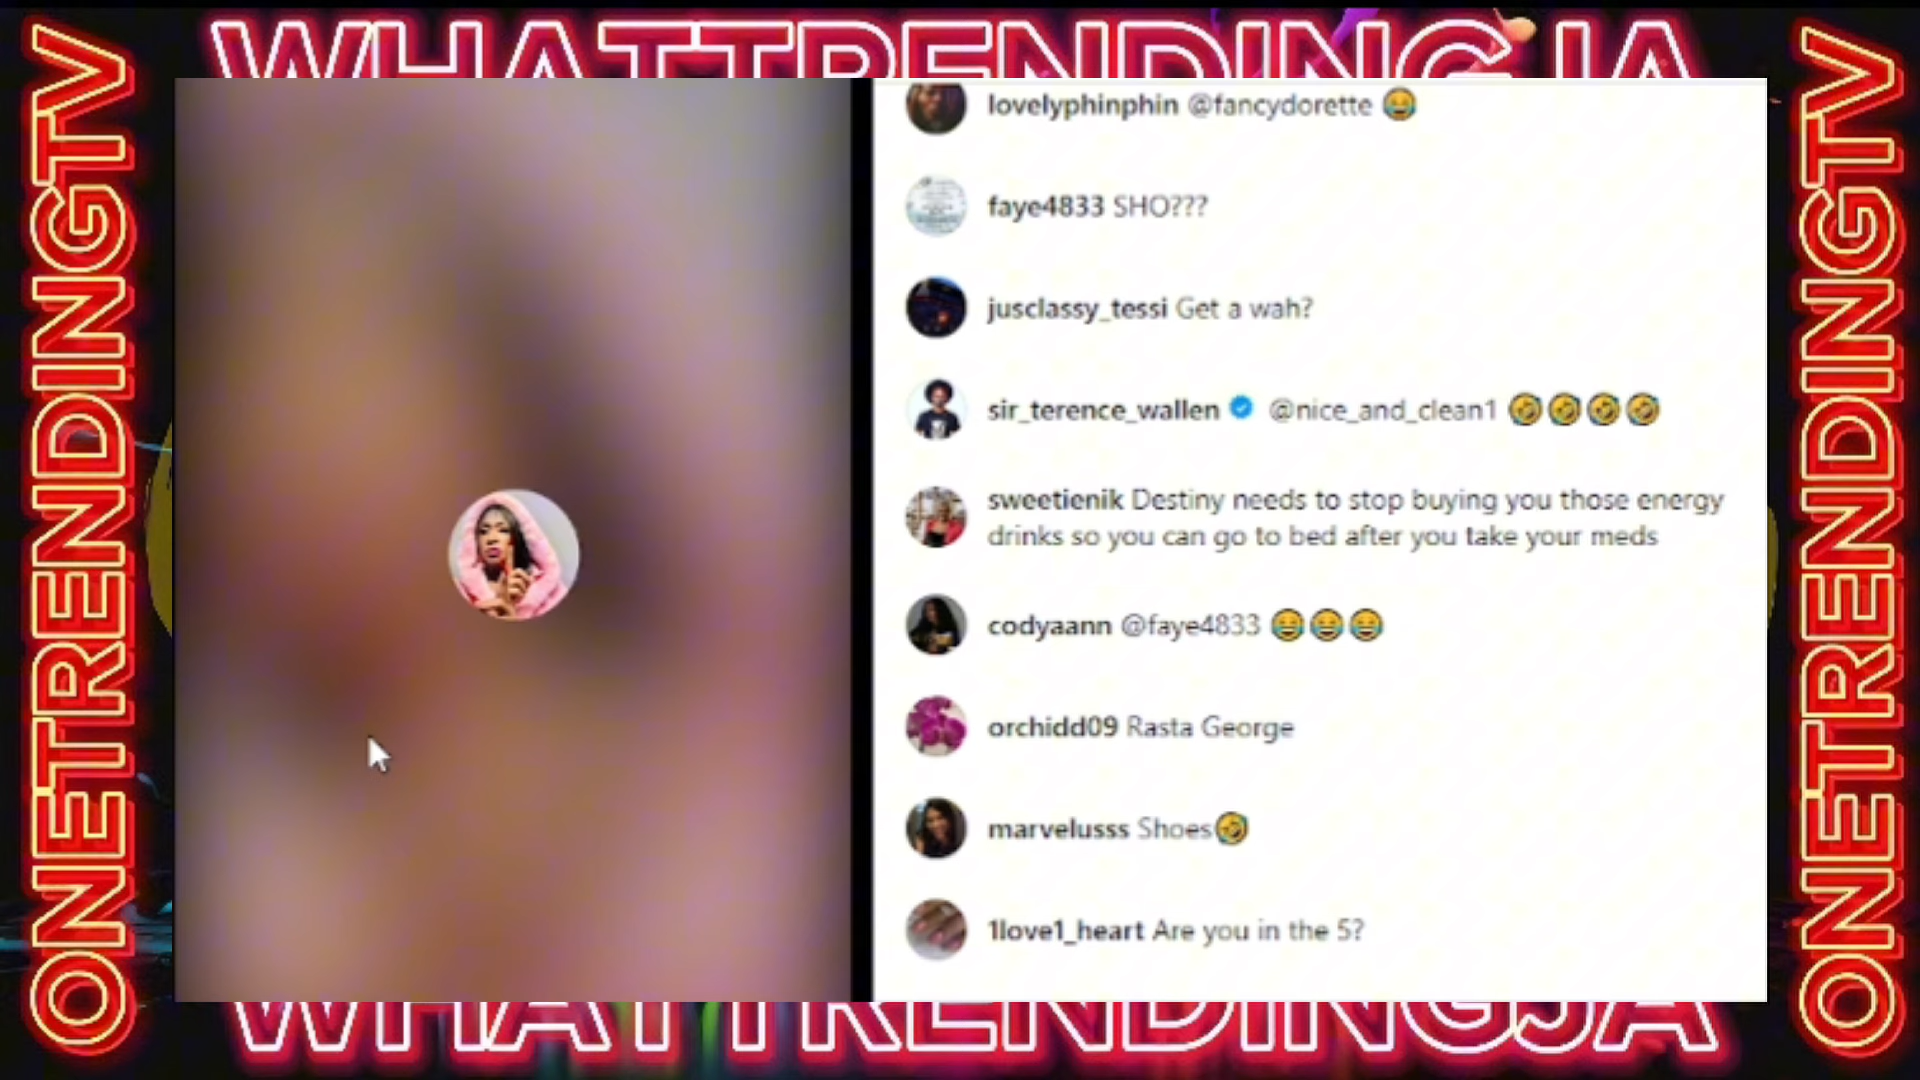 WHATTRENDINGJA
ONETRENDINGTV
ONETRENDINGTV
lovelyphinphin @fancydorette 😂
faye4833 SHO???
jusclassy_tessi Get a wah?
sir_terence_wallen @nice_and_clean1 🤣🤣🤣🤣
sweetienik Destiny needs to stop buying you those energy
drinks so you can go to bed after you take your meds
codyaann @faye4833 😂😂😂
orchidd09 Rasta George
marvelusss Shoes🤣
1love1_heart Are you in the 5?
WHATTRENDINGJA